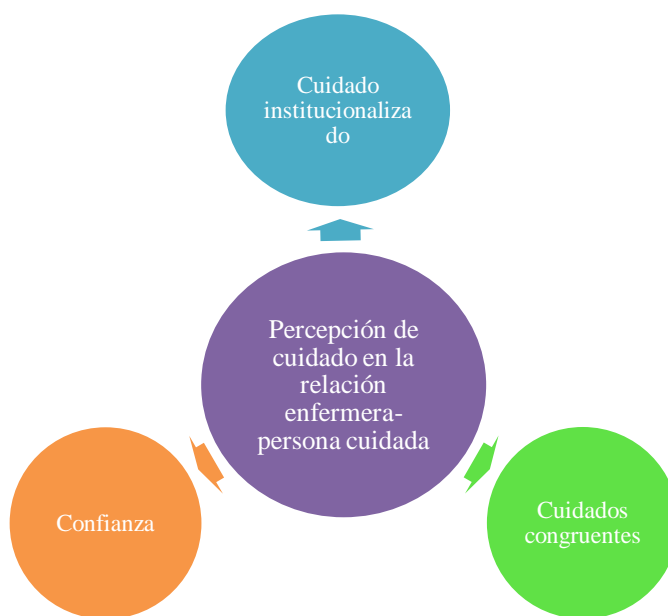 Cuidado
institucionaliza
do
Percepción de
cuidado en la
relación
enfermera-
persona cuidada
Confianza
Cuidados
congruentes